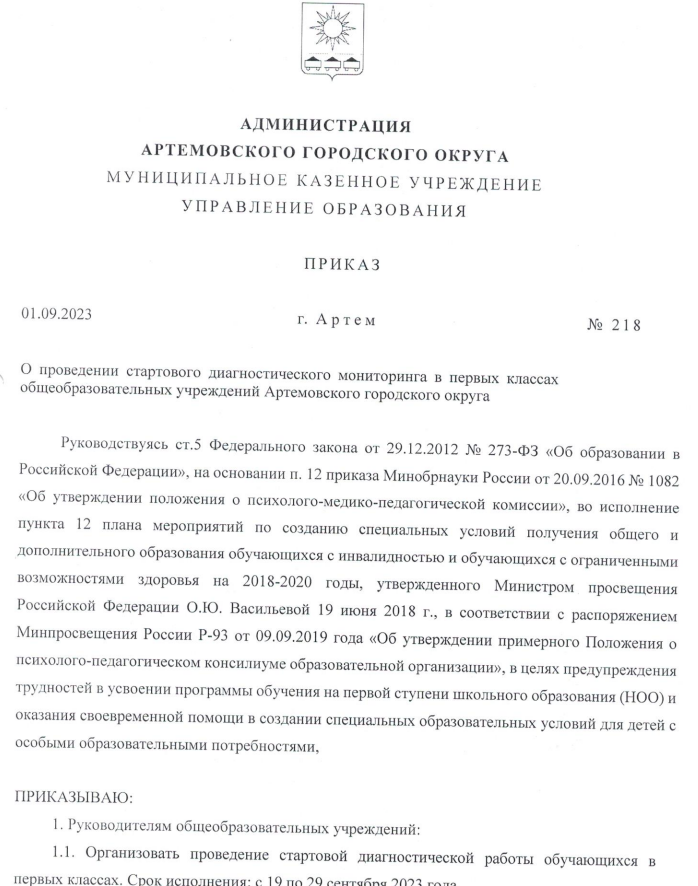 АДМИНИСТРАЦИЯ
АРТЕМОВСКОГО ГОРОДСКОГО ОКРУГА
МУНИЦИПАЛЬНОЕ КАЗЕННОЕ УЧРЕЖДЕНИЕ
УПРАВЛЕНИЕ ОБРАЗОВАНИЯ
ПРИКАЗ
01.09.2023 г. Артем № 218
О проведении стартового диагностического мониторинга в первых классах
общеобразовательных учреждений Артемовского городского округа
Руководствуясь ст.5 Федерального закона от 29.12.2012 № 273-ФЗ «Об образовании в
Российской Федерации», на основании п. 12 приказа Минобрнауки России от 20.09.2016 № 1082
«Об утверждении положения о психолого-медико-педагогической комиссии», во исполнение
пункта 12 плана мероприятий по созданию специальных условий получения общего и
дополнительного образования обучающихся с инвалидностью и обучающихся с ограниченными
возможностями здоровья на 2018-2020 годы, утвержденного Министром просвещения
Российской Федерации О.Ю. Васильевой 19 июня 2018 г., в соответствии с распоряжением
Минпросвещения России Р-93 от 09.09.2019 года «Об утверждении примерного Положения о
психолого-педагогическом консилиуме образовательной организации», в целях предупреждения
трудностей в усвоении программы обучения на первой ступени школьного образования (НОО) и
оказания своевременной помощи в создании специальных образовательных условий для детей с
особыми образовательными потребностями,
ПРИКАЗЫВАЮ:
1. Руководителям общеобразовательных учреждений:
1.1. Организовать проведение стартовой диагностической работы обучающихся в
первых классах. Срок исполнения: с 19 по 29 сентября 2023 года